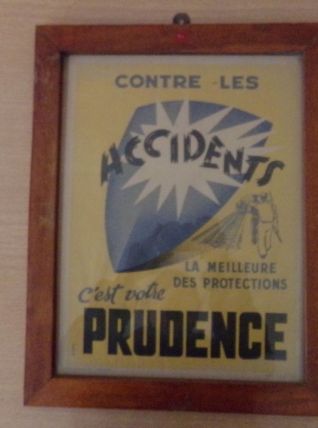 CONTRE LES
ACCIDENTS
LA MEILLEURE
DES PROTECTIONS
C'est votre
PRUDENCE